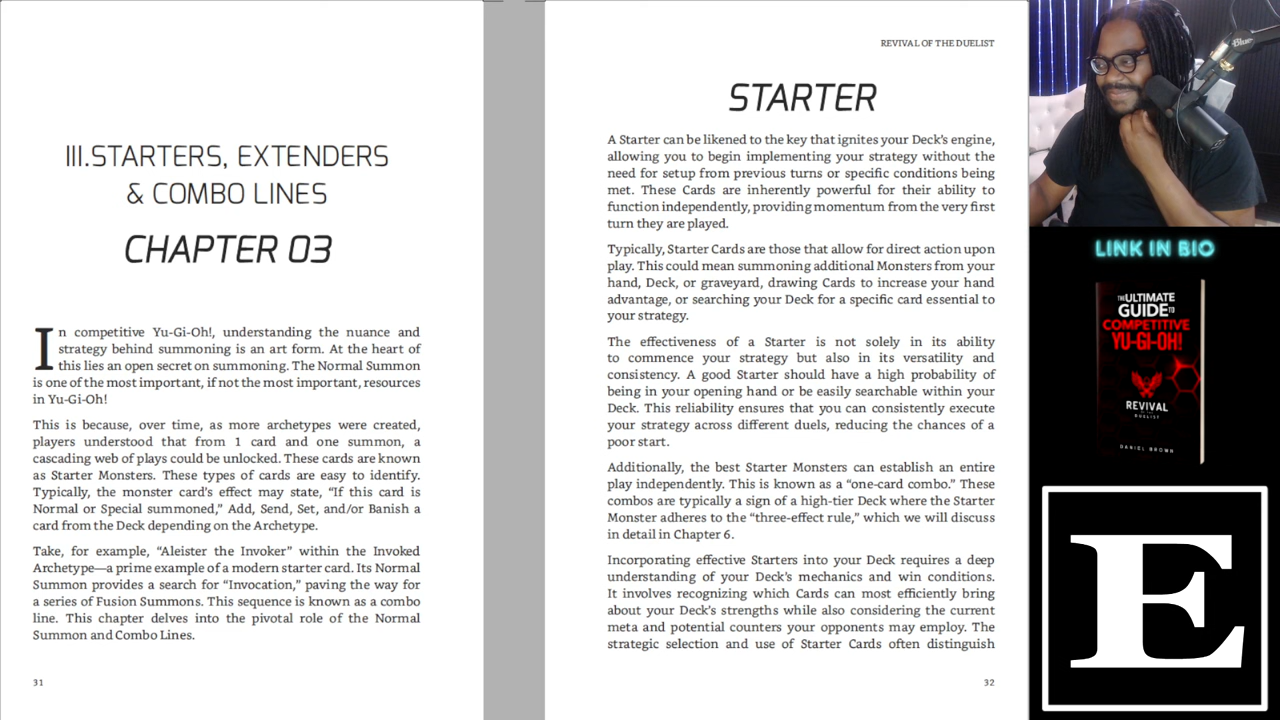 III.STARTERS, EXTENDERS
& COMBO LINES
CHAPTER 03
In competitive Yu-Gi-Oh!, understanding the nuance and
strategy behind summoning is an art form. At the heart of
this lies an open secret on summoning. The Normal Summon
is one of the most important, if not the most important, resources
in Yu-Gi-Oh!
This is because, over time, as more archetypes were created,
players understood that from 1 card and one summon, a
cascading web of plays could be unlocked. These cards are known
as Starter Monsters. These types of cards are easy to identify.
Typically, the monster card's effect may state, “If this card is
Normal or Special summoned,” Add, Send, Set, and/or Banish a
card from the Deck depending on the Archetype.
Take, for example, “Aleister the Invoker” within the Invoked
Archetype—a prime example of a modern starter card. Its Normal
Summon provides a search for “Invocation,” paving the way for
a series of Fusion Summons. This sequence is known as a combo
line. This chapter delves into the pivotal role of the Normal
Summon and Combo Lines.
31
REVIVAL OF THE DUELIST
STARTER
A Starter can be likened to the key that ignites your Deck's engine,
allowing you to begin implementing your strategy without the
need for setup from previous turns or specific conditions being
met. These Cards are inherently powerful for their ability to
function independently, providing momentum from the very first
turn they are played.
Typically, Starter Cards are those that allow for direct action upon
play. This could mean summoning additional Monsters from your
hand, Deck, or graveyard, drawing Cards to increase your hand
advantage, or searching your Deck for a specific card essential to
your strategy.
The effectiveness of a Starter is not solely in its ability
to commence your strategy but also in its versatility and
consistency. A good Starter should have a high probability of
being in your opening hand or be easily searchable within your
Deck. This reliability ensures that you can consistently execute
your strategy across different duels, reducing the chances of a
poor start.
Additionally, the best Starter Monsters can establish an entire
play independently. This is known as a “one-card combo.” These
combos are typically a sign of a high-tier Deck where the Starter
Monster adheres to the “three-effect rule,” which we will discuss
in detail in Chapter 6.
Incorporating effective Starters into your Deck requires a deep
understanding of your Deck's mechanics and win conditions.
It involves recognizing which Cards can most efficiently bring
about your Deck's strengths while also considering the current
meta and potential counters your opponents may employ. The
strategic selection and use of Starter Cards often distinguish
32
Blue
LINK IN BIO
THE ULTIMATE
GUIDE TO
COMPETITIVE
YU-GI-OH!
REVIVAL
DUELIST
DANIEL BROWN
E